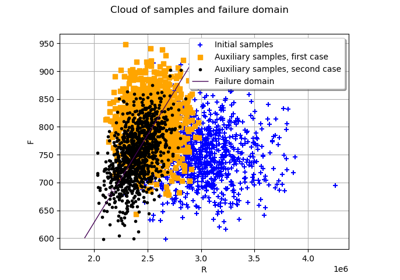 Cloud of samples and failure domain
Initial samples
Auxiliary samples, first case
Auxiliary samples, second case
Failure domain
950
900
850
800
750
700
650
600
F
2.0
2.5
3.0
3.5
4.0
R
1e6